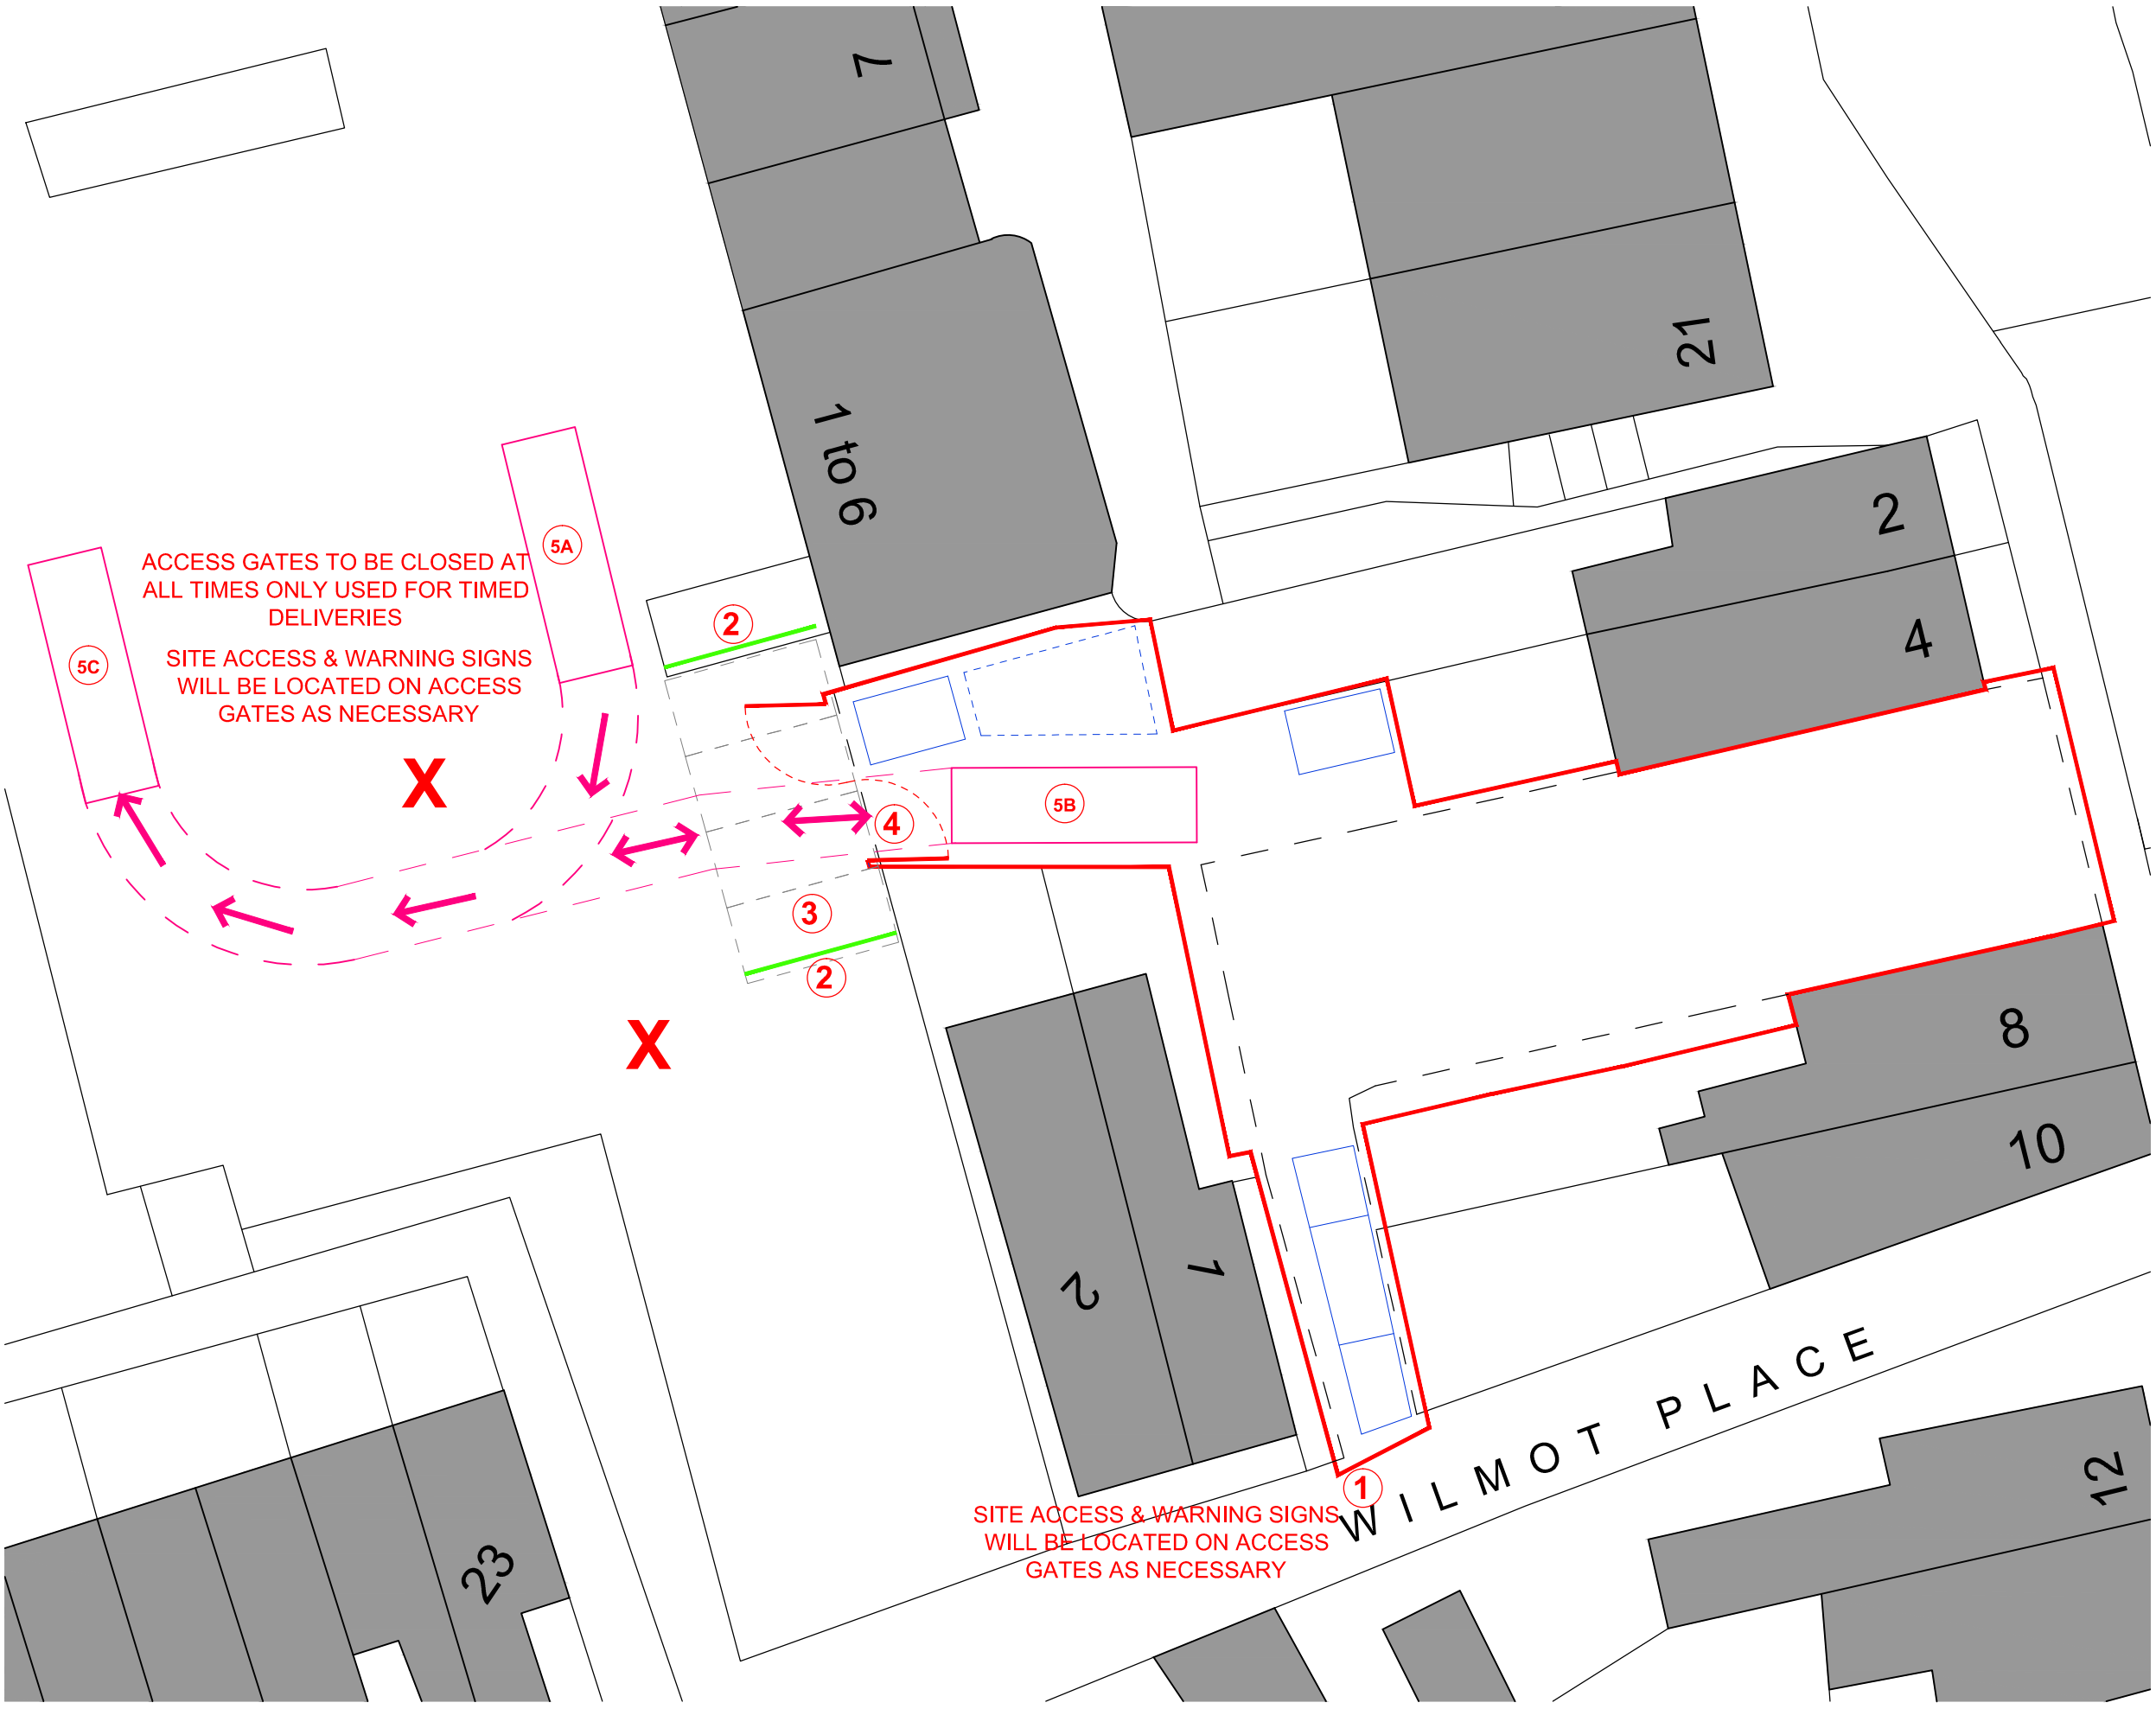 7
21
1 to 6
2
4
5A
ACCESS GATES TO BE CLOSED AT
ALL TIMES ONLY USED FOR TIMED
DELIVERIES
SITE ACCESS & WARNING SIGNS
WILL BE LOCATED ON ACCESS
GATES AS NECESSARY
5C
2
X
5B
4
3
2
X
8
10
2
1
WILMOT PLACE
1
SITE ACCESS & WARNING SIGNS
WILL BE LOCATED ON ACCESS
GATES AS NECESSARY
12
23